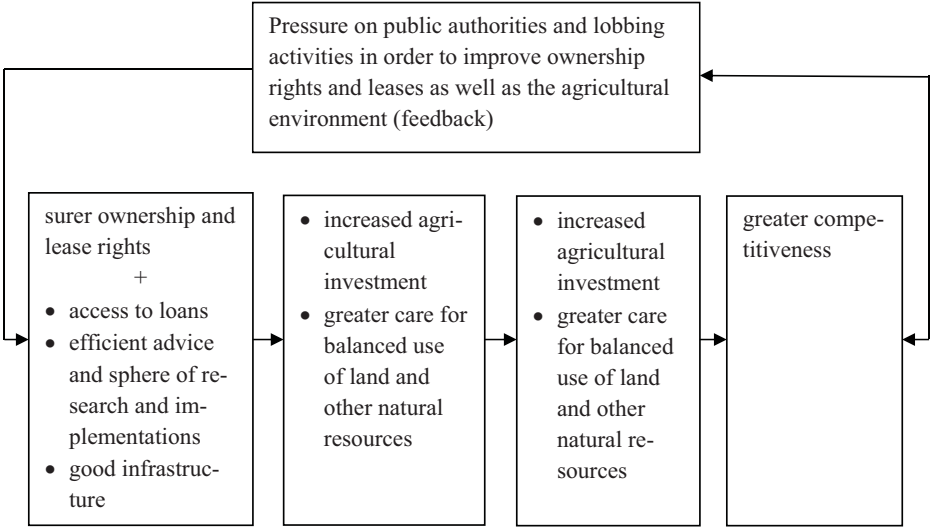 Pressure on public authorities and lobbing
activities in order to improve ownership
rights and leases as well as the agricultural
environment (feedback)
surer ownership and
lease rights
+
• access to loans
• efficient advice
and sphere of re-
search and im-
plementations
• good infrastruc-
ture
• increased agri-
cultural
investment
• greater care for
balanced use
of land and
other natural
resources
• increased
agricultural
investment
• greater care
for balanced
use of land
and other
natural re-
sources
greater compe-
titiveness